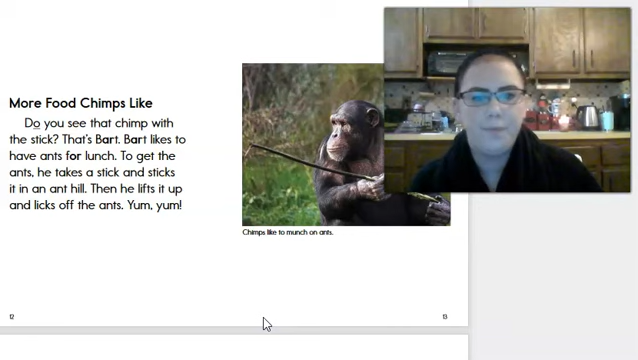 More Food Chimps Like
Do you see that chimp with
the stick? That's Bart. Bart likes to
have ants for lunch. To get the
ants, he takes a stick and sticks
it in an ant hill. Then he lifts it up
and licks off the ants. Yum, yum!
Chimps like to munch on ants.
12
13